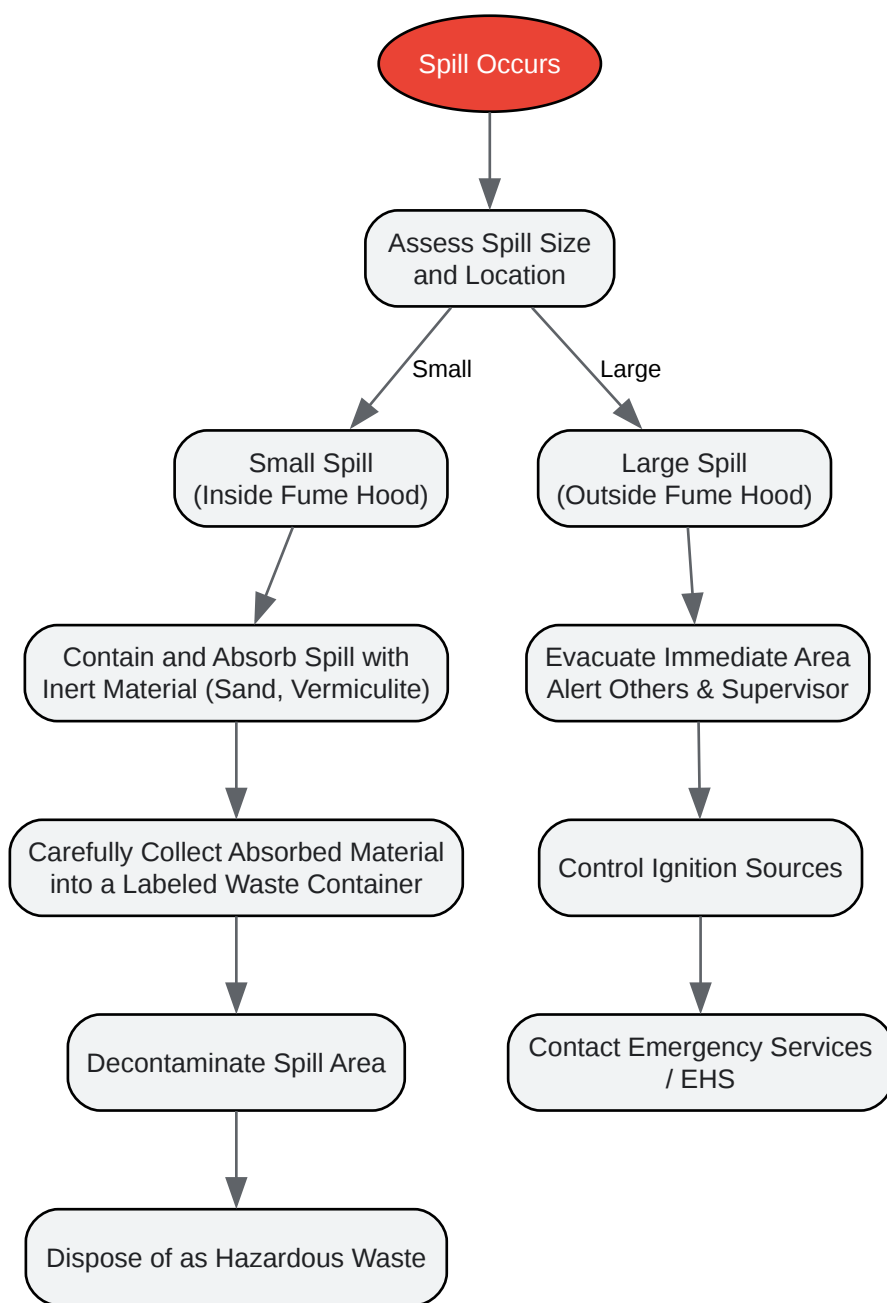 Spill Occurs
Assess Spill Size
and Location
Small
Large
Small Spill
(Inside Fume Hood)
Large Spill
(Outside Fume Hood)
Contain and Absorb Spill with
Inert Material (Sand, Vermiculite)
Evacuate Immediate Area
Alert Others & Supervisor
Carefully Collect Absorbed Material
into a Labeled Waste Container
Control Ignition Sources
Decontaminate Spill Area
Contact Emergency Services
/ EHS
Dispose of as Hazardous Waste